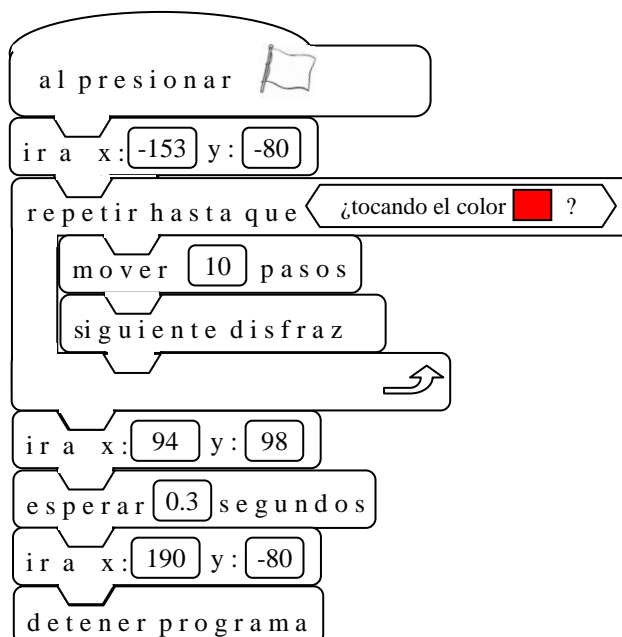 al presionar
ir a x: -153 y: -80
repetir hasta que ¿tocando el color ?
mover 10 pasos
siguiente disfraz
ir a x: 94 y: 98
esperar 0.3 segundos
ir a x: 190 y: -80
detener programa